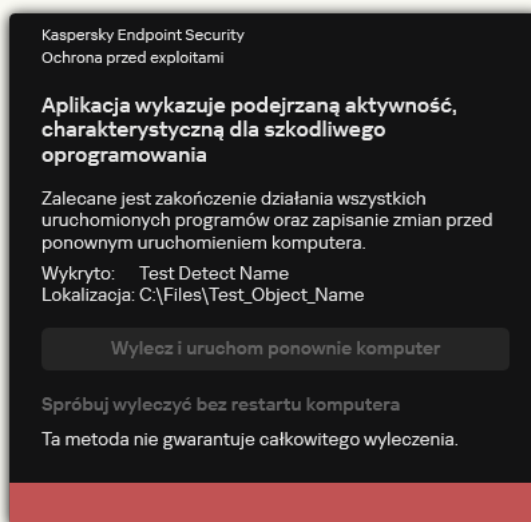 Kaspersky Endpoint Security
Ochrona przed exploitami
Aplikacja wykazuje podejrzaną aktywność,
charakterystyczną dla szkodliwego
oprogramowania
Zalecane jest zakończenie działania wszystkich
uruchomionych programów oraz zapisanie zmian przed
ponownym uruchomieniem komputera.
Wykryto: Test Detect Name
Lokalizacja: C:\Files\Test_Object_Name
Wylecz i uruchom ponownie komputer
Spróbuj wyleczyć bez restartu komputera
Ta metoda nie gwarantuje całkowitego wyleczenia.